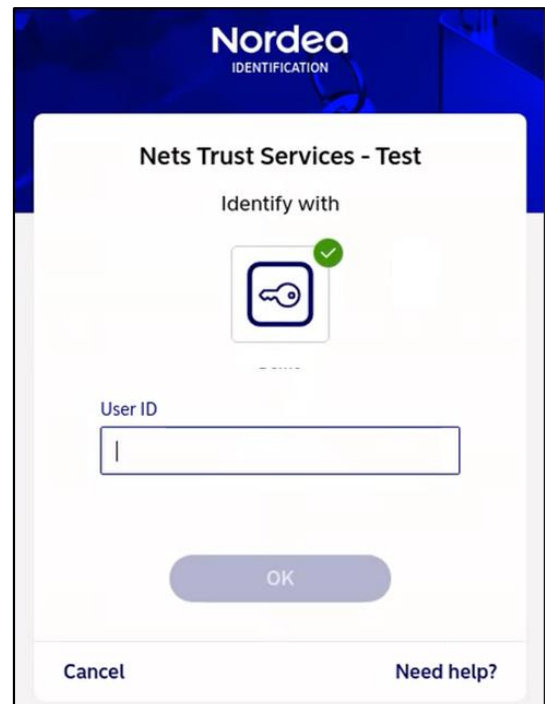 Nordea
IDENTIFICATION
Nets Trust Services - Test
Identify with
User ID
OK
Cancel
Need help?